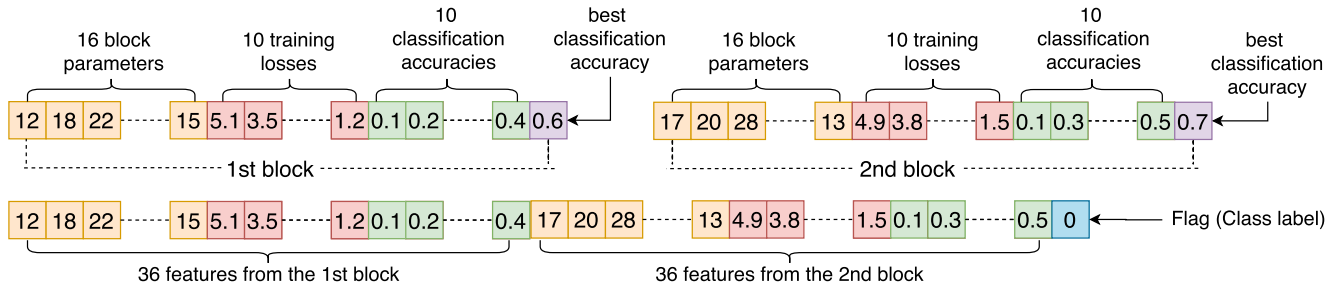 16 block
parameters
10 training
losses
10
classification
accuracies
best
classification
accuracy
12 18 22 15 5.1 3.5 1.2 0.1 0.2 0.4 0.6
1st block
16 block
parameters
10 training
losses
10
classification
accuracies
best
classification
accuracy
17 20 28 13 4.9 3.8 1.5 0.1 0.3 0.5 0.7
2nd block
12 18 22 15 5.1 3.5 1.2 0.1 0.2 0.4 17 20 28 13 4.9 3.8 1.5 0.1 0.3 0.5 0 Flag (Class label)
36 features from the 1st block
36 features from the 2nd block